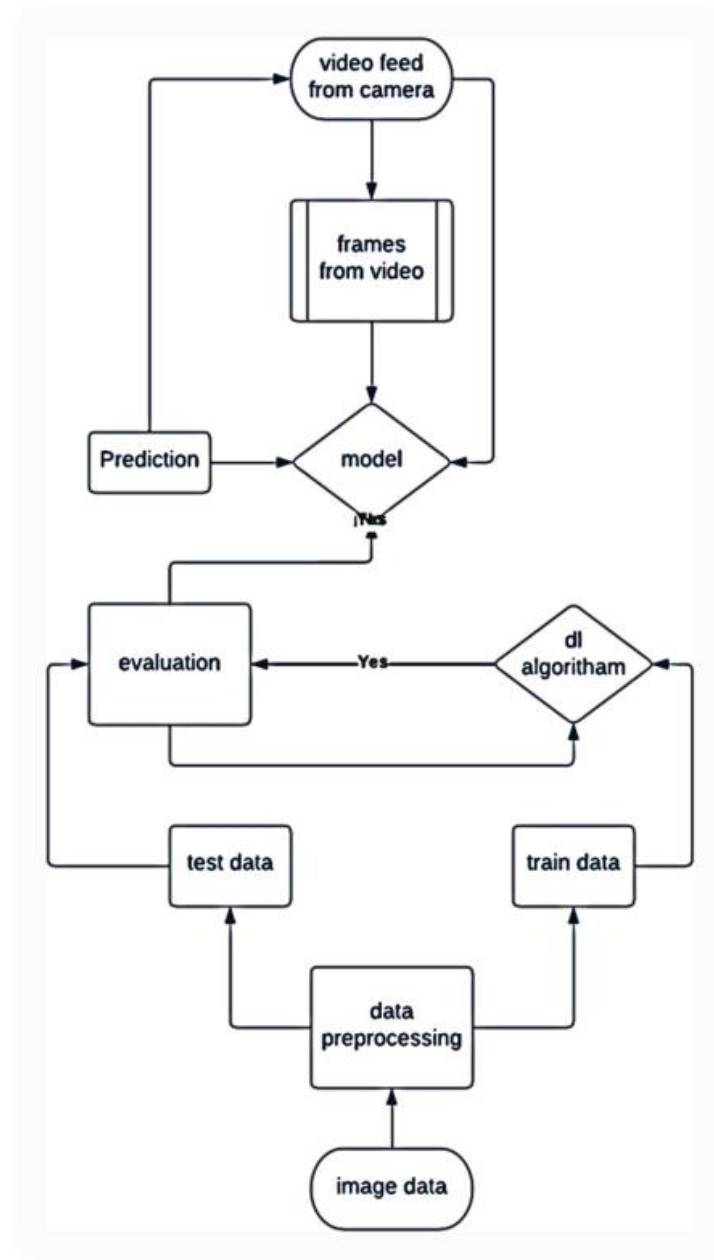 video feed
from camera
frames
from video
Prediction
model
evaluation
Yes
dl
algoritham
test data
train data
data
preprocessing
image data